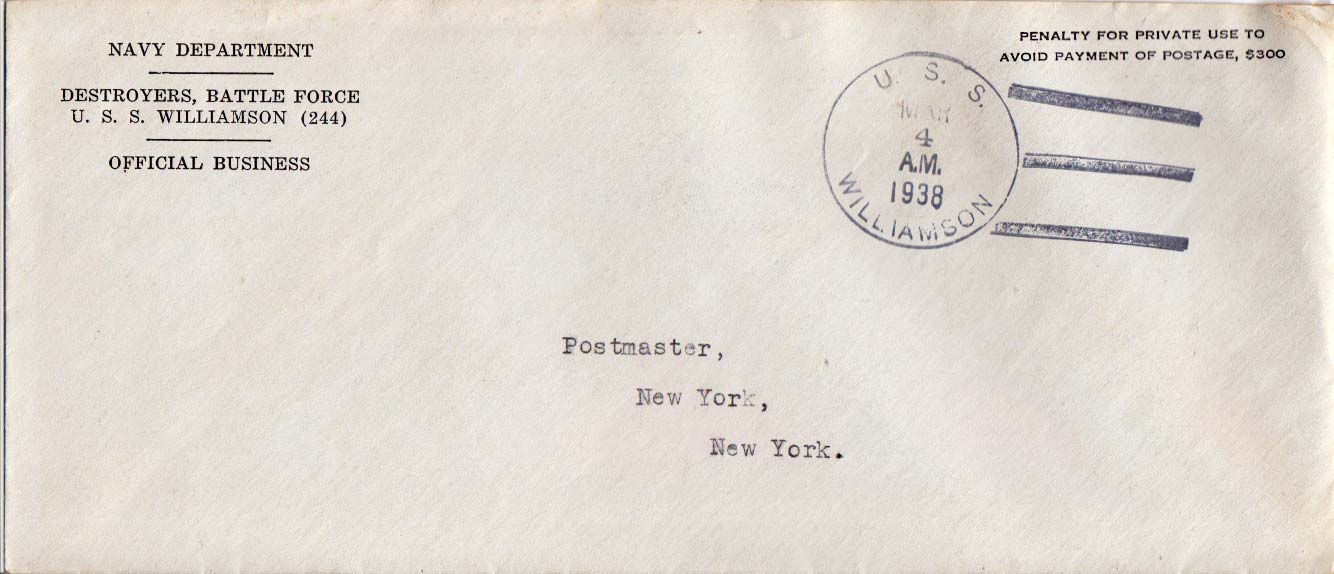 NAVY DEPARTMENT
DESTROYERS, BATTLE FORCE
U. S. S. WILLIAMSON (244)
OFFICIAL BUSINESS
PENALTY FOR PRIVATE USE TO
AVOID PAYMENT OF POSTAGE, $300
U. S. S.
MAR
4
A.M.
1938
WILLIAMSON
Postmaster,
New York,
New York.